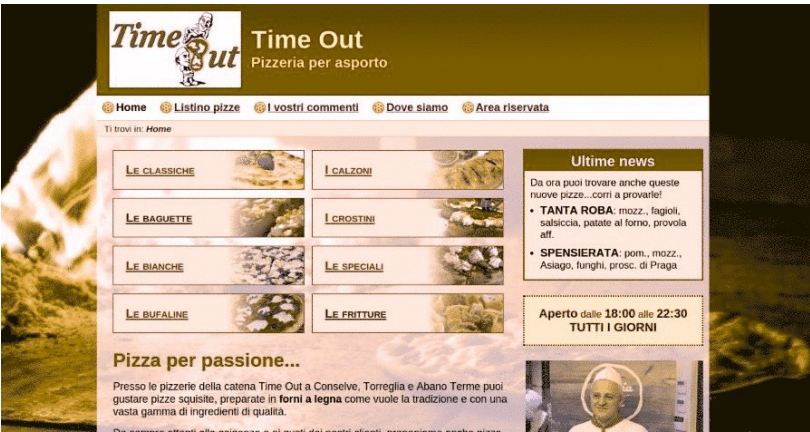 Time Out
Time Out
Pizzeria per asporto
Home Listino pizze I vostri commenti Dove siamo Area riservata
Ti trovi in: Home
LE CLASSICHE
I CALZONI
LE BAGUETTE
I CROSTINI
LE BIANCHE
LE SPECIALI
LE BUFALINE
LE FRITTURE
Pizza per passione...
Presso le pizzerie della catena Time Out a Conselve, Torreglia e Abano Terme puoi
gustare pizze squisite, preparate in forni a legna come vuole la tradizione e con una
vasta gamma di ingredienti di qualità.
Ultime news
Da ora puoi trovare anche queste
nuove pizze...corri a provarle!
• TANTA ROBA: mozz., fagioli,
salsiccia, patate al forno, provola
aff.
• SPENSIERATA: pom., mozz.,
Asiago, funghi, prosc. di Praga
Aperto dalle 18:00 alle 22:30
TUTTI I GIORNI